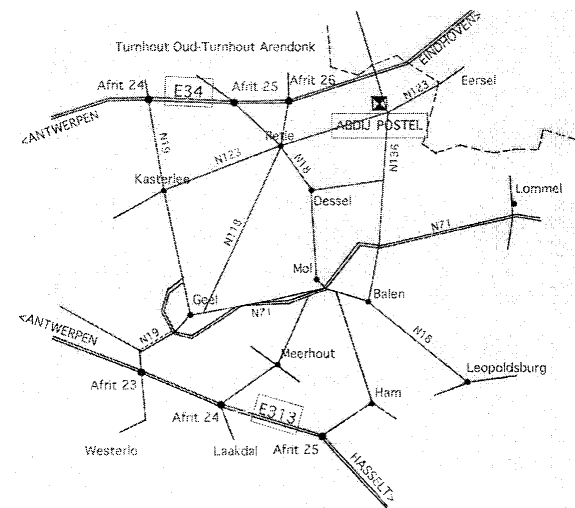 Turnhout Oud-Turnhout Arendonk
EINDHOVEN>
Afrit 24
E34
Afrit 25
Afrit 26
Eersel
N123
<ANTWERPEN
ABDIJ POSTEL
Retie
N19
N123
N18
N136
Kasterlee
Dessel
Lommel
N118
N71
Mol
Geel
N71
Balen
<ANTWERPEN
N19
N18
Meerhout
Leopoldsburg
Afrit 23
Ham
Afrit 24
E313
Westerlo
Laakdal
Afrit 25
HASSELT>